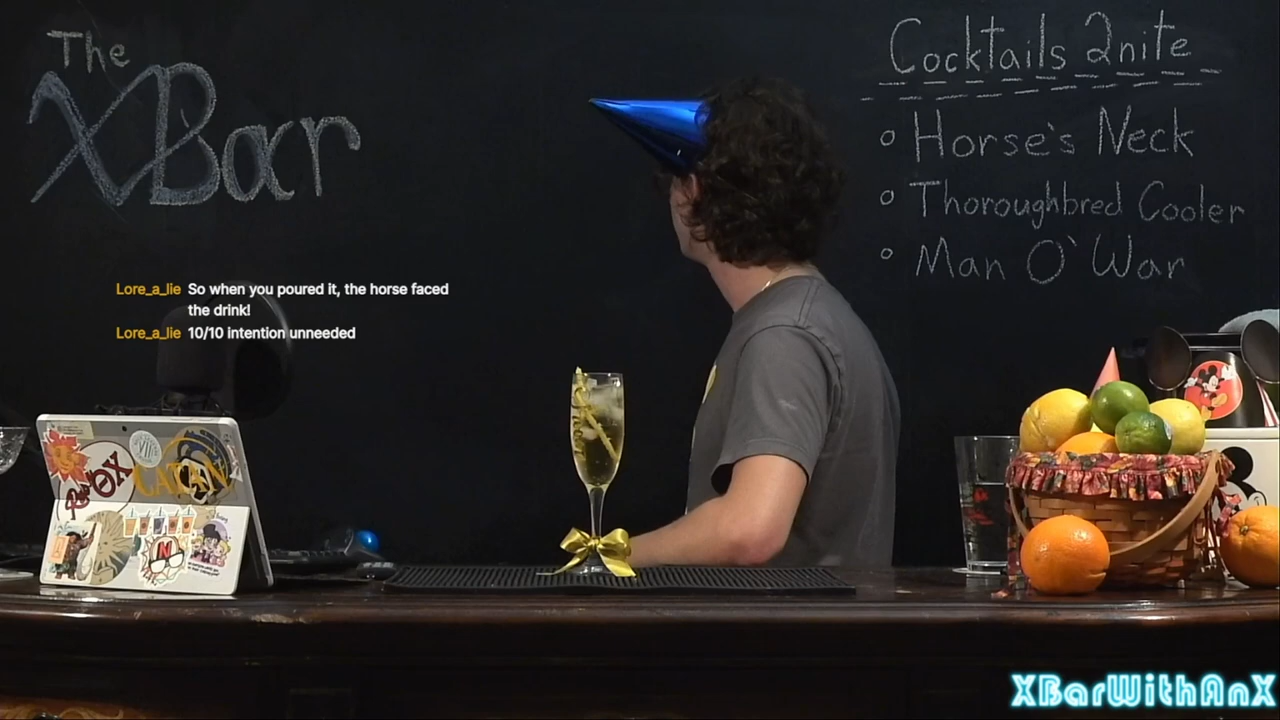 The
XBar
Cocktails 2nite
Horse's Neck
Thoroughbred Cooler
Man O' War
Lore_a_lie So when you poured it, the horse faced
the drink!
Lore_a_lie 10/10 intention unneeded
CATAN
XBarWithAnX